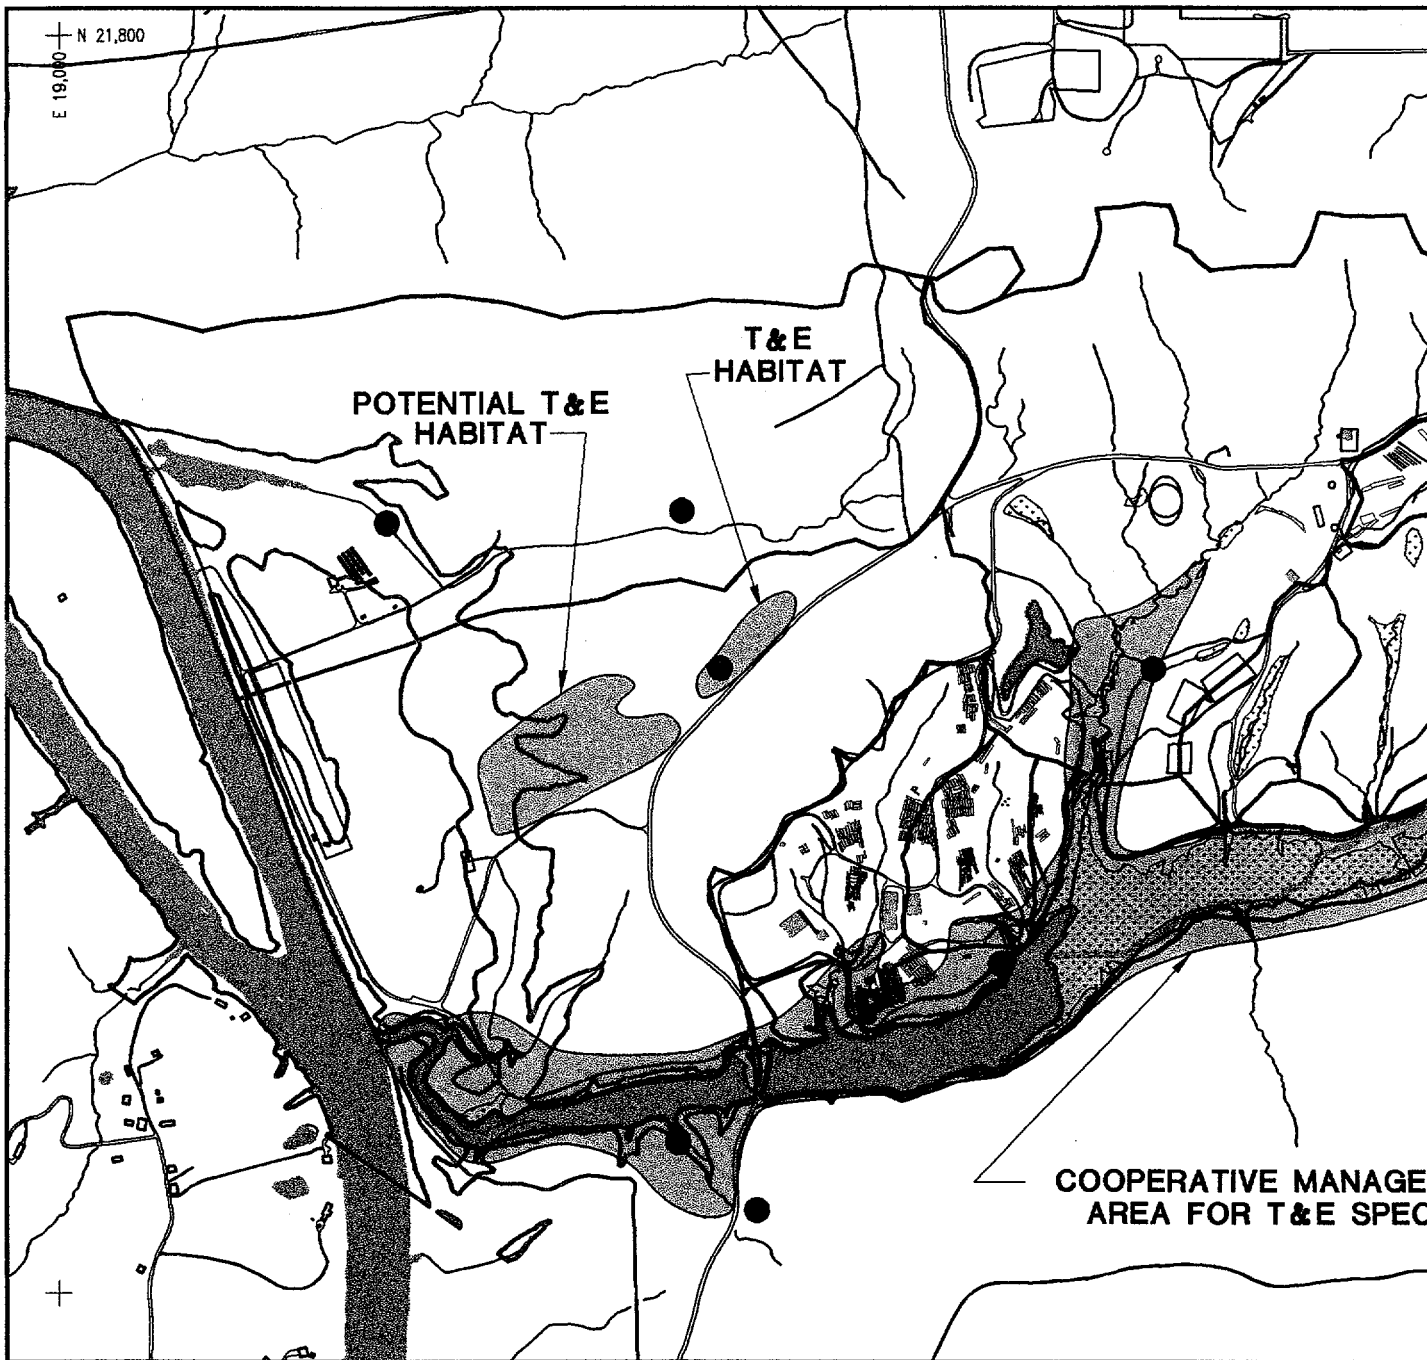 N 21,800
E 19,000
T&E
HABITAT
POTENTIAL T&E
HABITAT
COOPERATIVE MANAGE
AREA FOR T&E SPEC